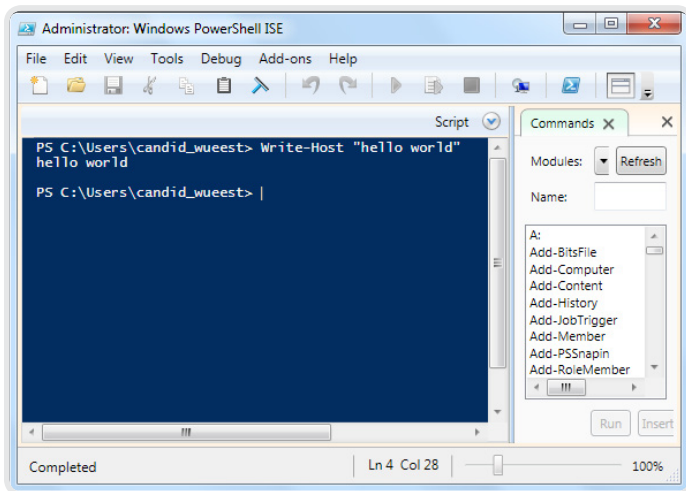 Administrator: Windows PowerShell ISE
File Edit View Tools Debug Add-ons Help
Script
PS C:\Users\candid_wueest> Write-Host "hello world"
hello world
PS C:\Users\candid_wueest>
Commands
Modules:
Refresh
Name:
A:
Add-BitsFile
Add-Computer
Add-Content
Add-History
Add-JobTrigger
Add-Member
Add-PSSnapin
Add-RoleMember
Run Insert
Completed
Ln 4 Col 28
100%